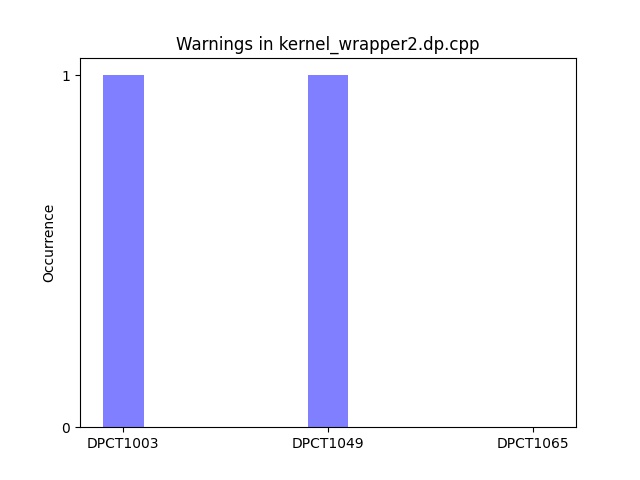 Warnings in kernel_wrapper2.dp.cpp
1
Occurrence
0
DPCT1003 DPCT1049 DPCT1065